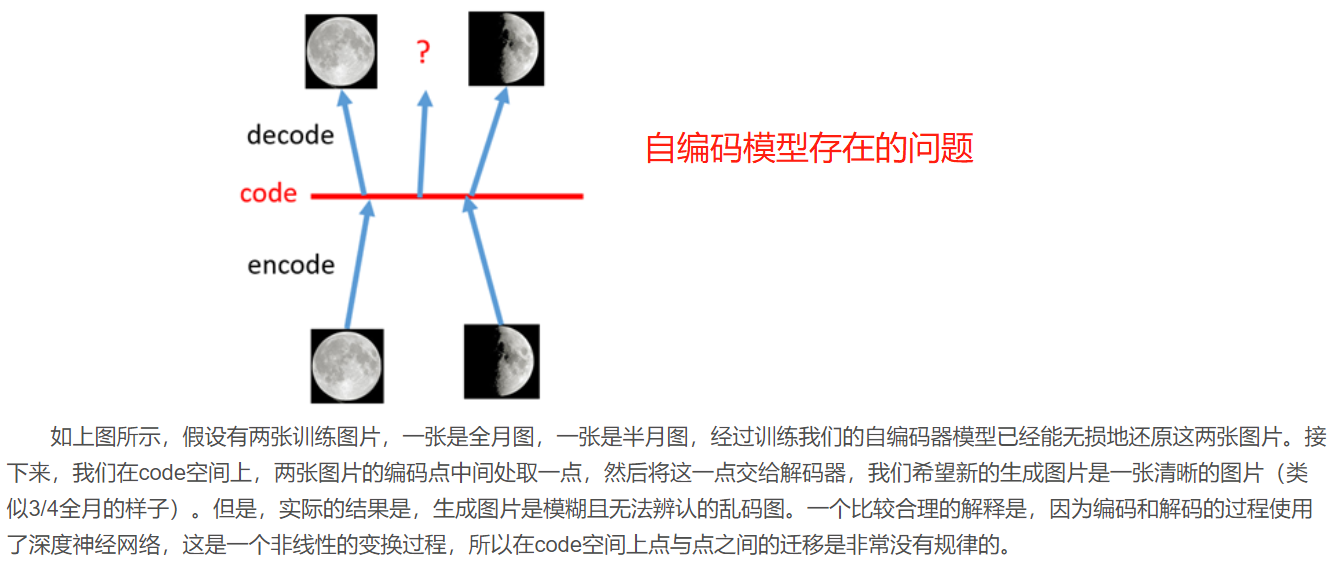 ?
decode
自编码模型存在的问题
code
encode
如上图所示，假设有两张训练图片，一张是全月图，一张是半月图，经过训练我们的自编码器模型已经能无损地还原这两张图片。接
下来，我们在code空间上，两张图片的编码点中间处取一点，然后将这一点交给解码器，我们希望新的生成图片是一张清晰的图片（类
似3/4全月的样子）。但是，实际的结果是，生成图片是模糊且无法辨认的乱码图。一个比较合理的解释是，因为编码和解码的过程使用
了深度神经网络，这是一个非线性的变换过程，所以在code空间上点与点之间的迁移是非常没有规律的。